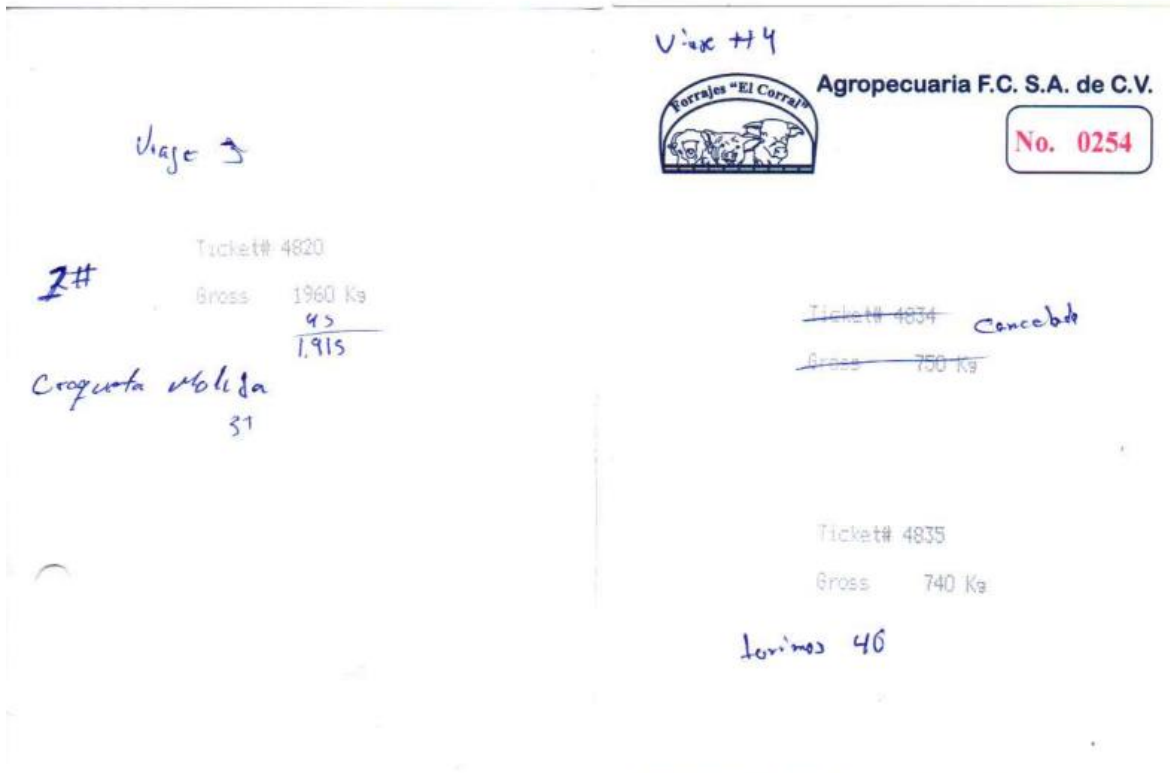 Viaje 3
Ticket# 4820
2#
Gross 1960 Kg
45
1,915
Croqueta Molida
31
Viaje #4
Forrajes "El Corral"
Agropecuaria F.C. S.A. de C.V.
No. 0254
Ticket# 4834 Cancelado
Gross 750 Kg
Ticket# 4835
Gross 740 Kg
46